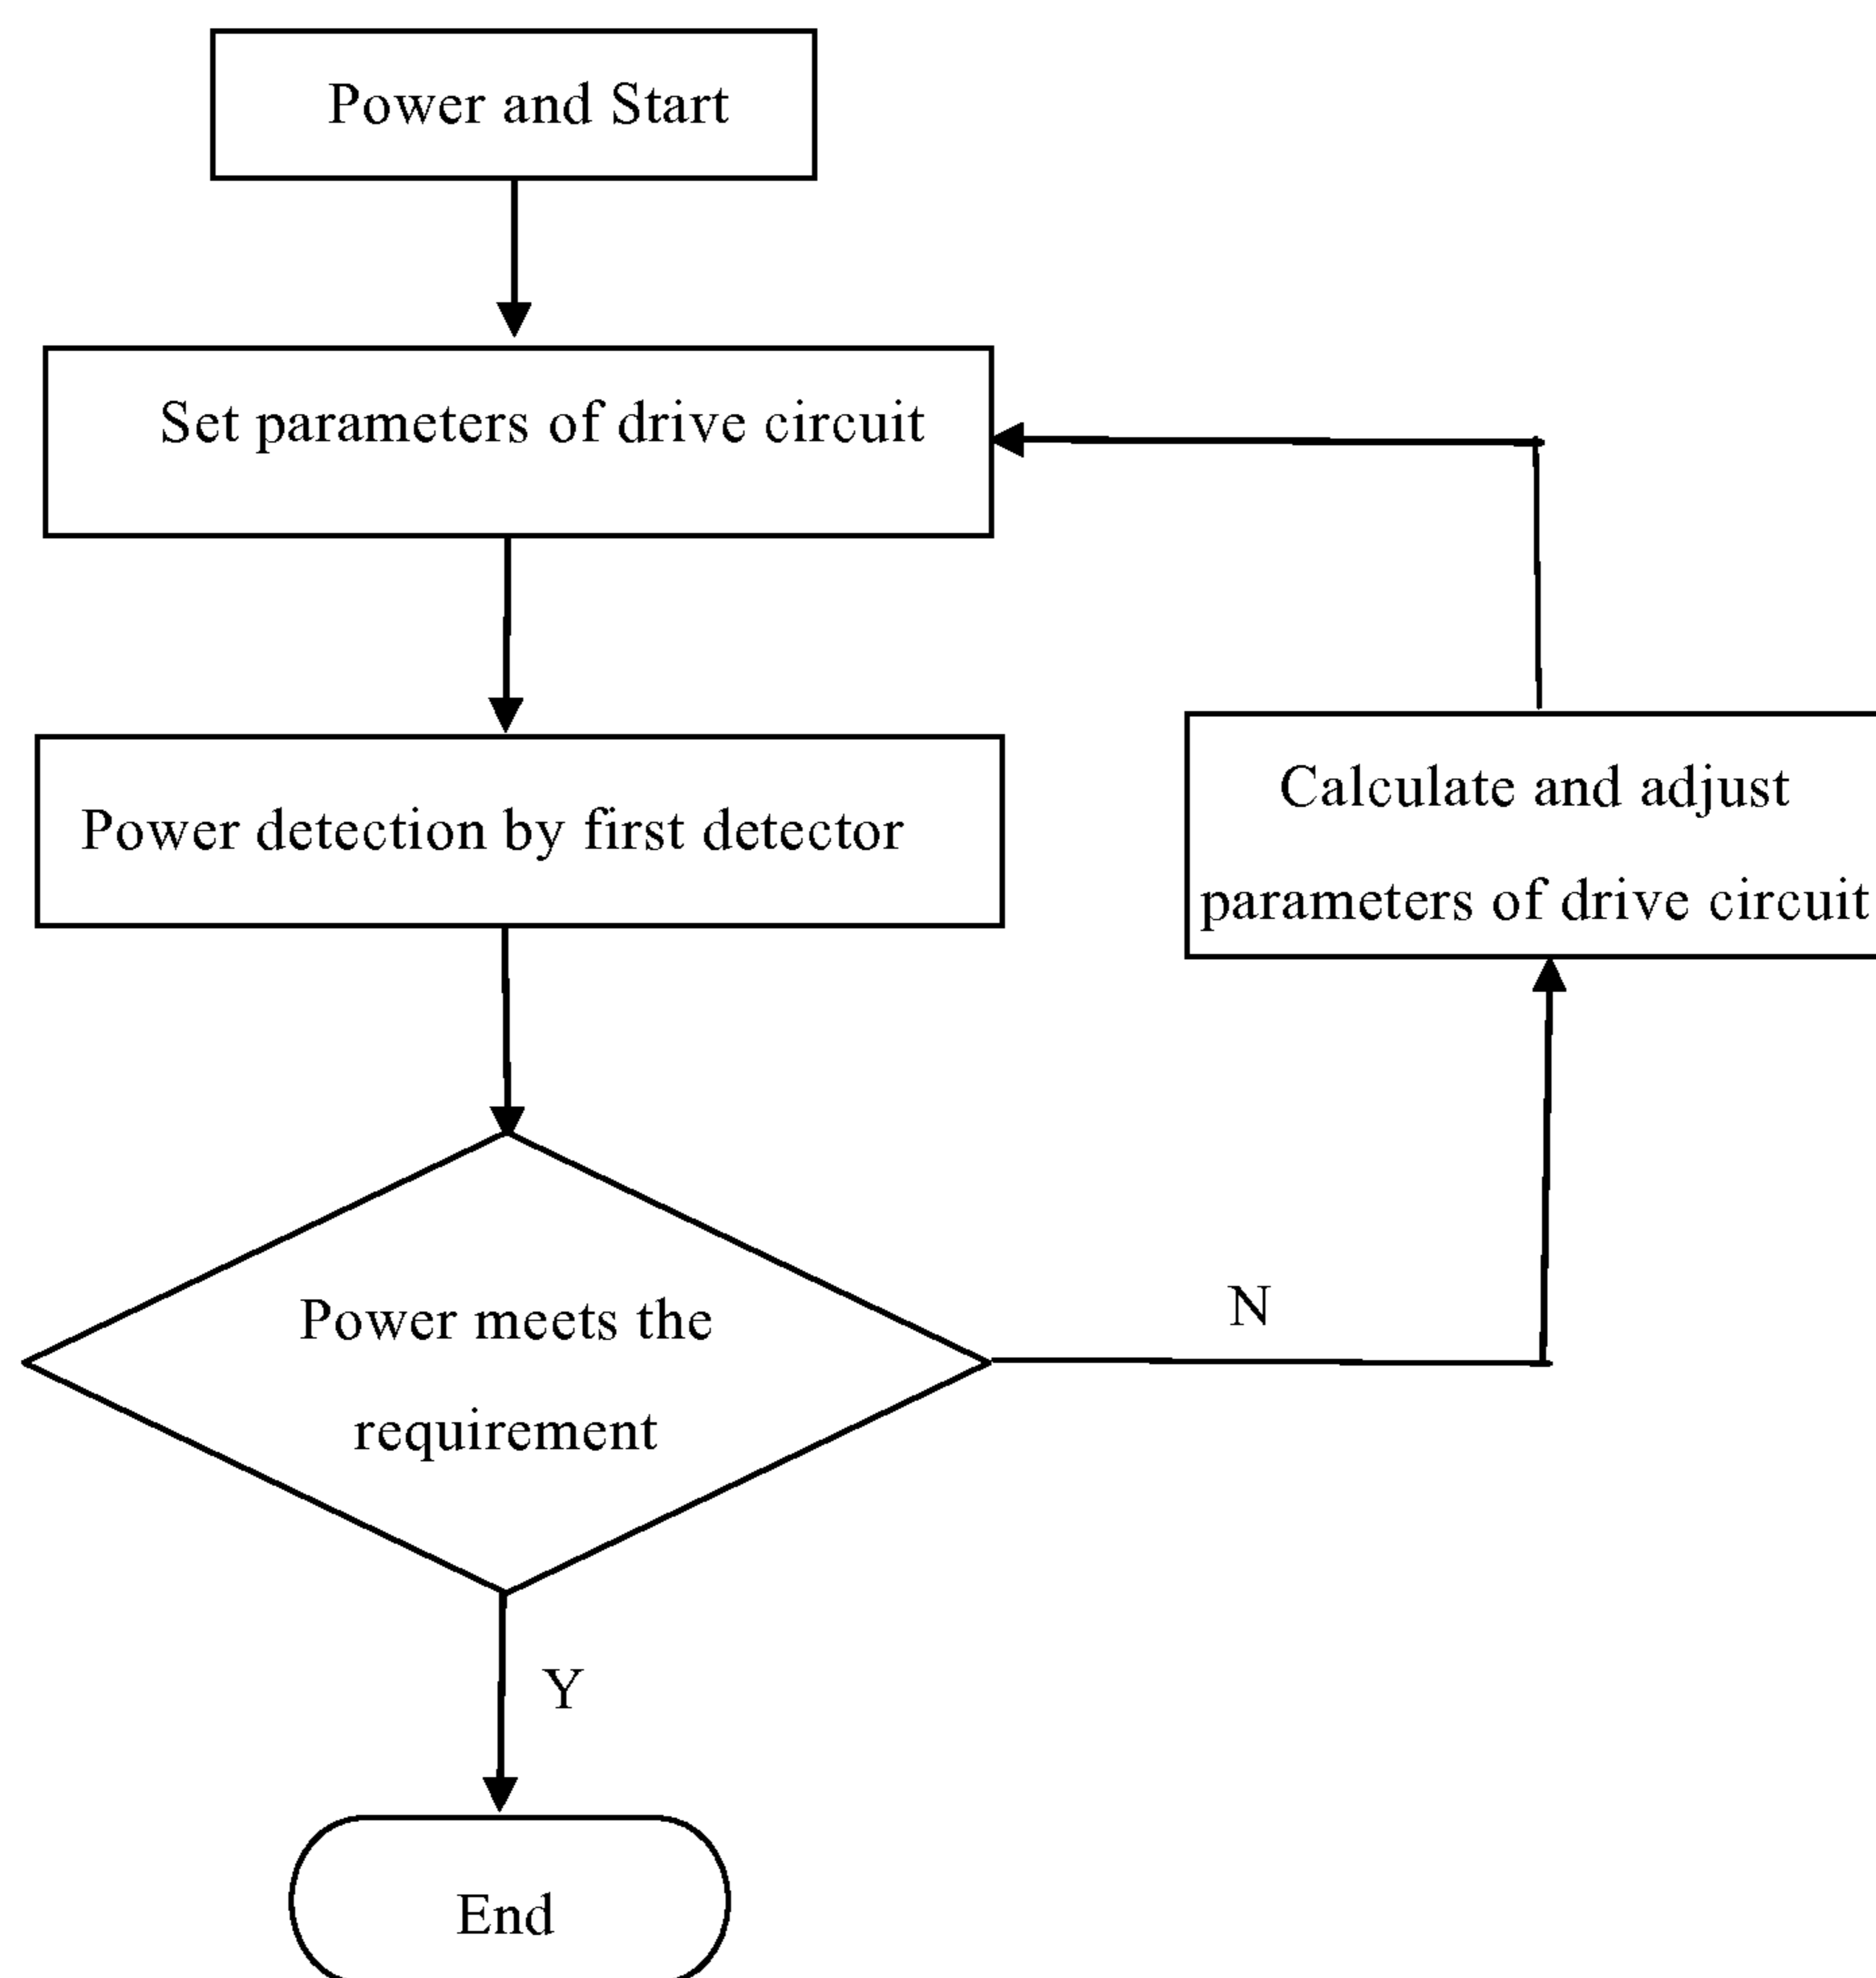 Power and Start
Set parameters of drive circuit
Power detection by first detector
Calculate and adjust
parameters of drive circuit
Power meets the
requirement
N
Y
End